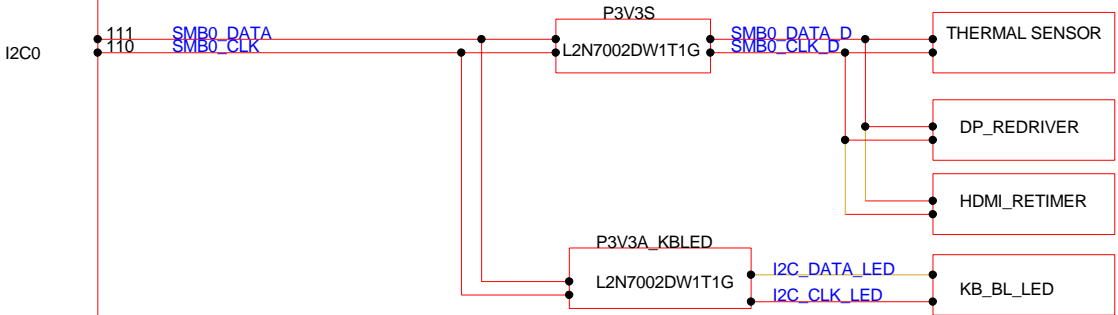 P3V3S
111 SMB0_DATA SMB0_DATA_D THERMAL SENSOR
I2C0 110 SMB0_CLK L2N7002DW1T1G SMB0_CLK_D
DP_REDRIVER
HDMI_RETIMER
P3V3A_KBLED
L2N7002DW1T1G I2C_DATA_LED KB_BL_LED
I2C_CLK_LED